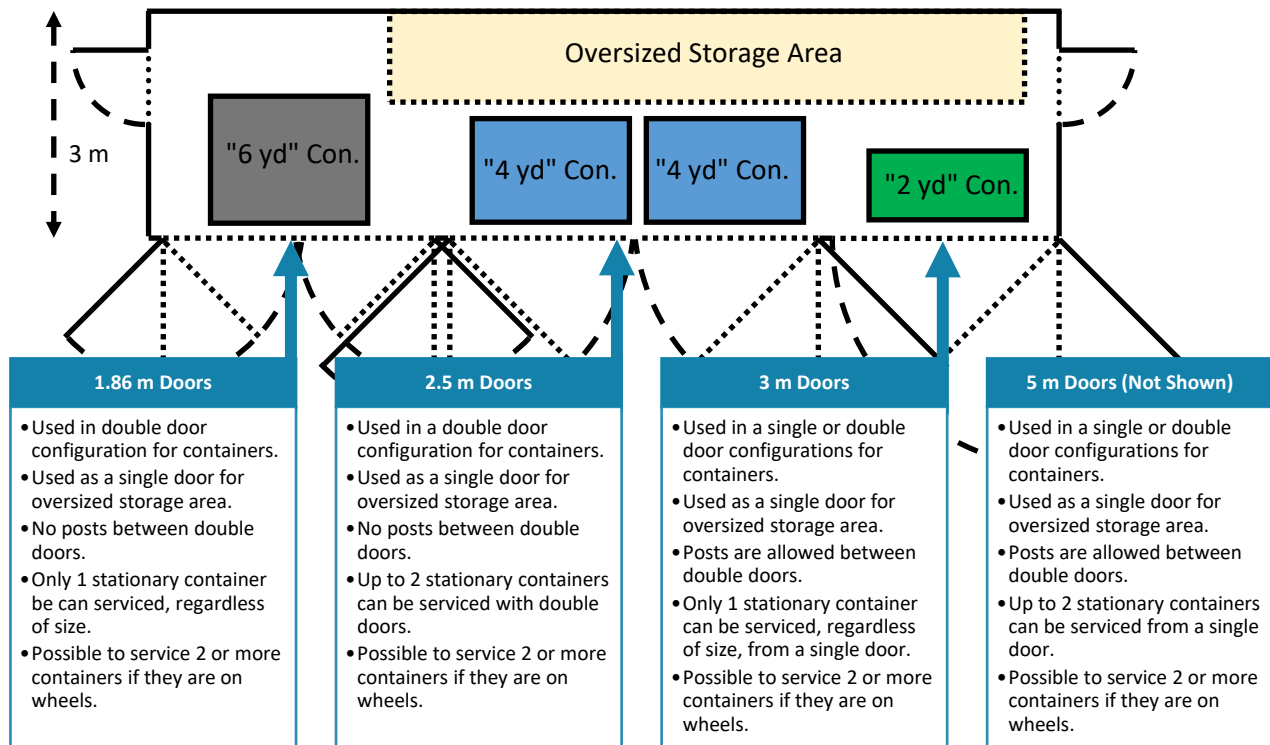 Oversized Storage Area
3 m
"6 yd" Con.
"4 yd" Con.
"4 yd" Con.
"2 yd" Con.
1.86 m Doors
•Used in double door
configuration for containers.
•Used as a single door for
oversized storage area.
•No posts between double
doors.
•Only 1 stationary container
be can serviced, regardless
of size.
•Possible to service 2 or more
containers if they are on
wheels.
2.5 m Doors
•Used in a double door
configuration for containers.
•Used as a single door for
oversized storage area.
•No posts between double
doors.
•Up to 2 stationary containers
can be serviced with double
doors.
•Possible to service 2 or more
containers if they are on
wheels.
3 m Doors
•Used in a single or double
door configurations for
containers.
•Used as a single door for
oversized storage area.
•Posts are allowed between
double doors.
•Only 1 stationary container
can be serviced, regardless
of size, from a single door.
•Possible to service 2 or more
containers if they are on
wheels.
5 m Doors (Not Shown)
•Used in a single or double
door configurations for
containers.
•Used as a single door for
oversized storage area.
•Posts are allowed between
double doors.
•Up to 2 stationary containers
can be serviced from a single
door.
•Possible to service 2 or more
containers if they are on
wheels.